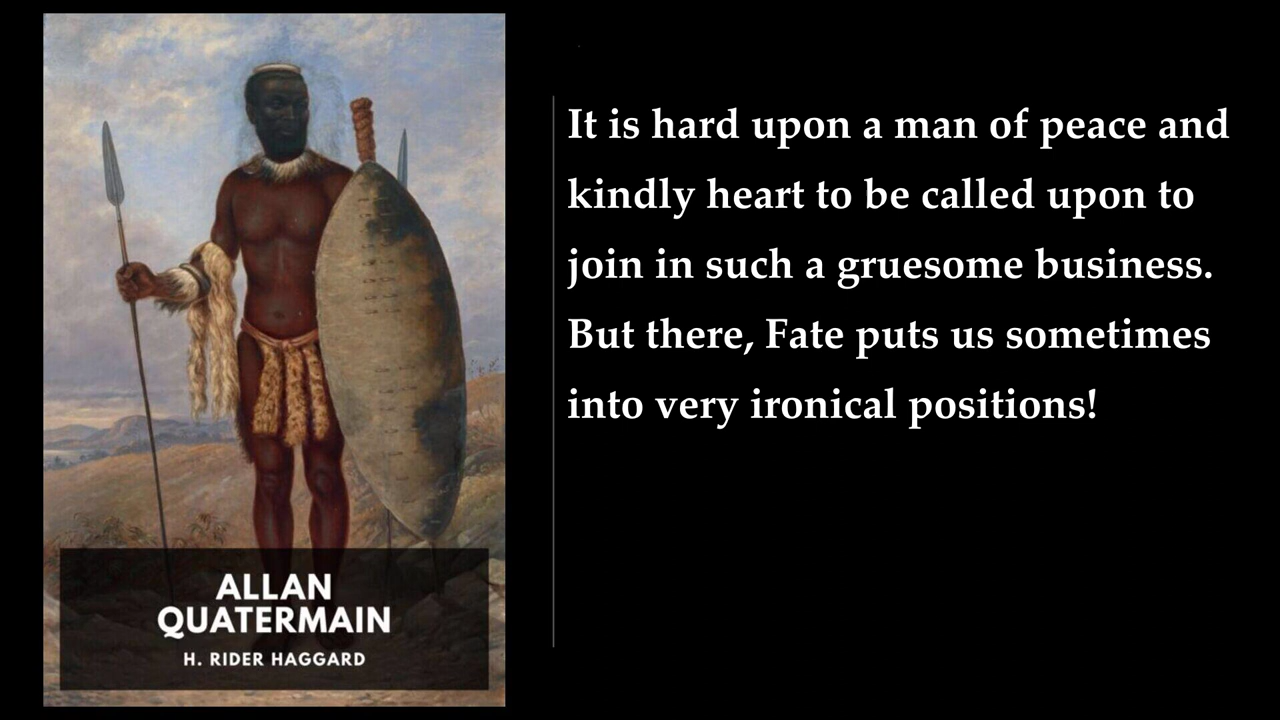 It is hard upon a man of peace and
kindly heart to be called upon to
join in such a gruesome business.
But there, Fate puts us sometimes
into very ironical positions!
ALLAN
QUATERMAIN
H. RIDER HAGGARD